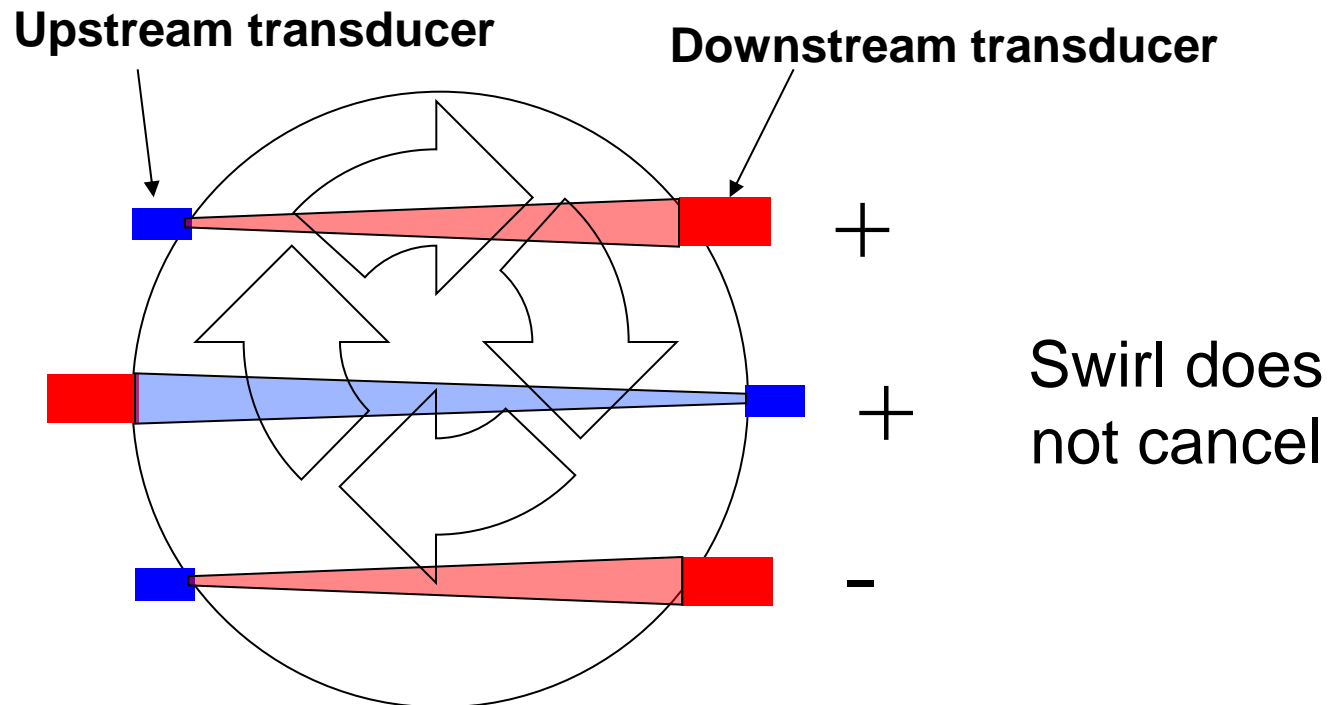 Upstream transducer
Downstream transducer
+
Swirl does
+
not cancel
-